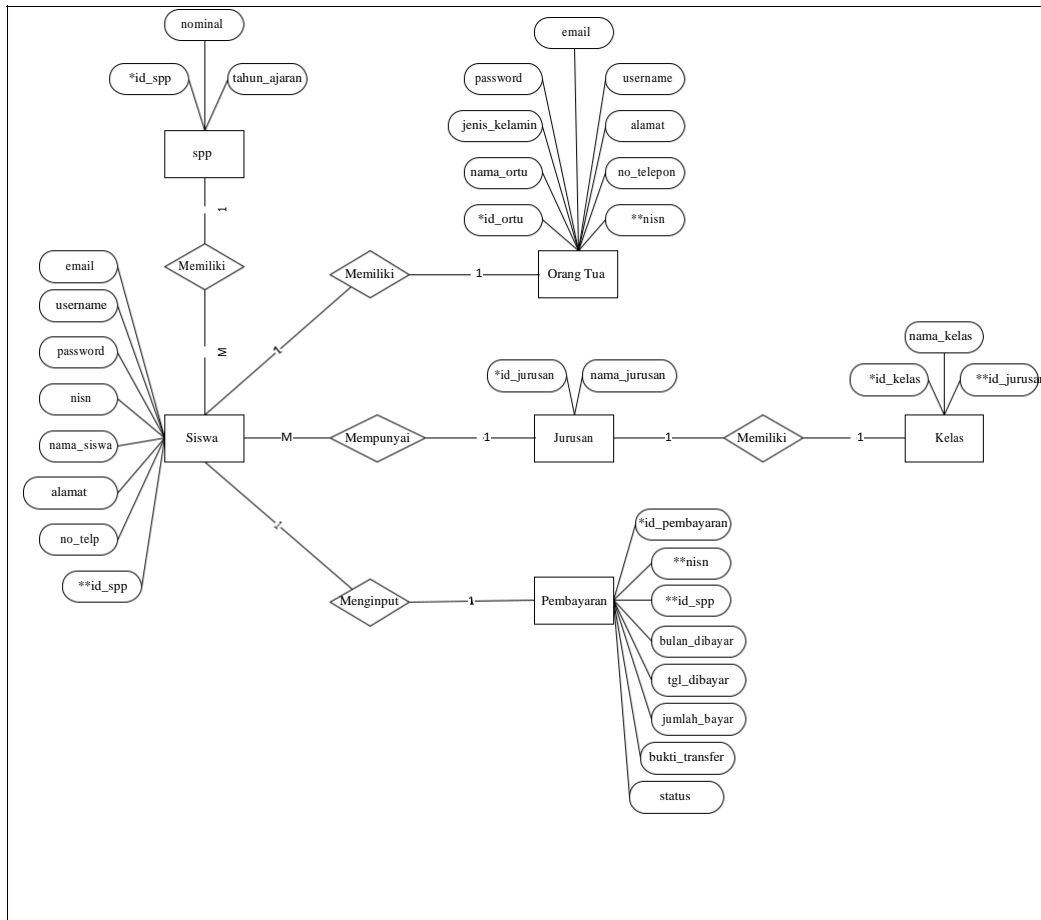 nominal
*id_spp
tahun_ajaran
spp
1
Memiliki
M
email
password
username
jenis_kelamin
alamat
nama_ortu
no_telepon
*id_ortu
**nisn
Orang Tua
1
Memiliki
1
email
username
password
nisn
nama_siswa
alamat
no_telp
**id_spp
Siswa
M
Mempunyai
1
*id_jurusan
nama_jurusan
Jurusan
1
Memiliki
1
nama_kelas
*id_kelas
**id_jurusan
Kelas
1
Menginput
1
Pembayaran
*id_pembayaran
**nisn
**id_spp
bulan_dibayar
tgl_dibayar
jumlah_bayar
bukti_transfer
status